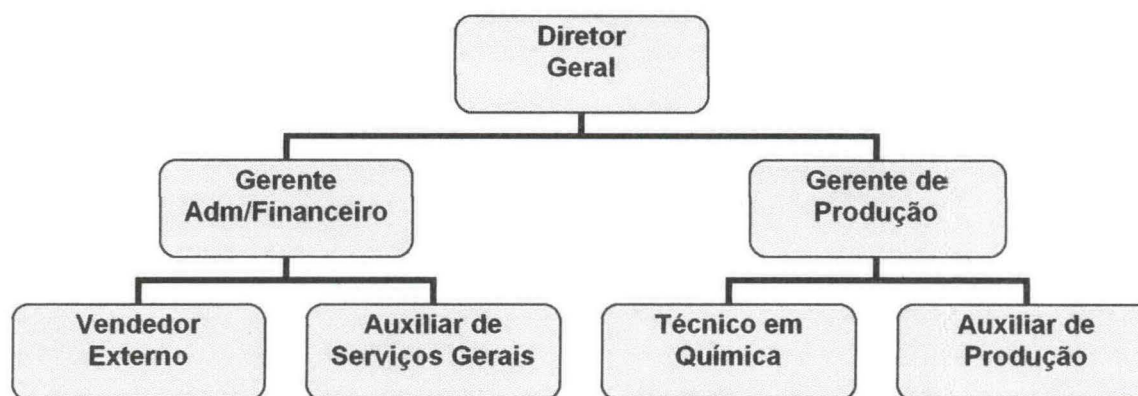 Diretor
Geral
Gerente
Adm/Financeiro
Gerente de
Produção
Vendedor
Externo
Auxiliar de
Serviços Gerais
Técnico em
Química
Auxiliar de
Produção